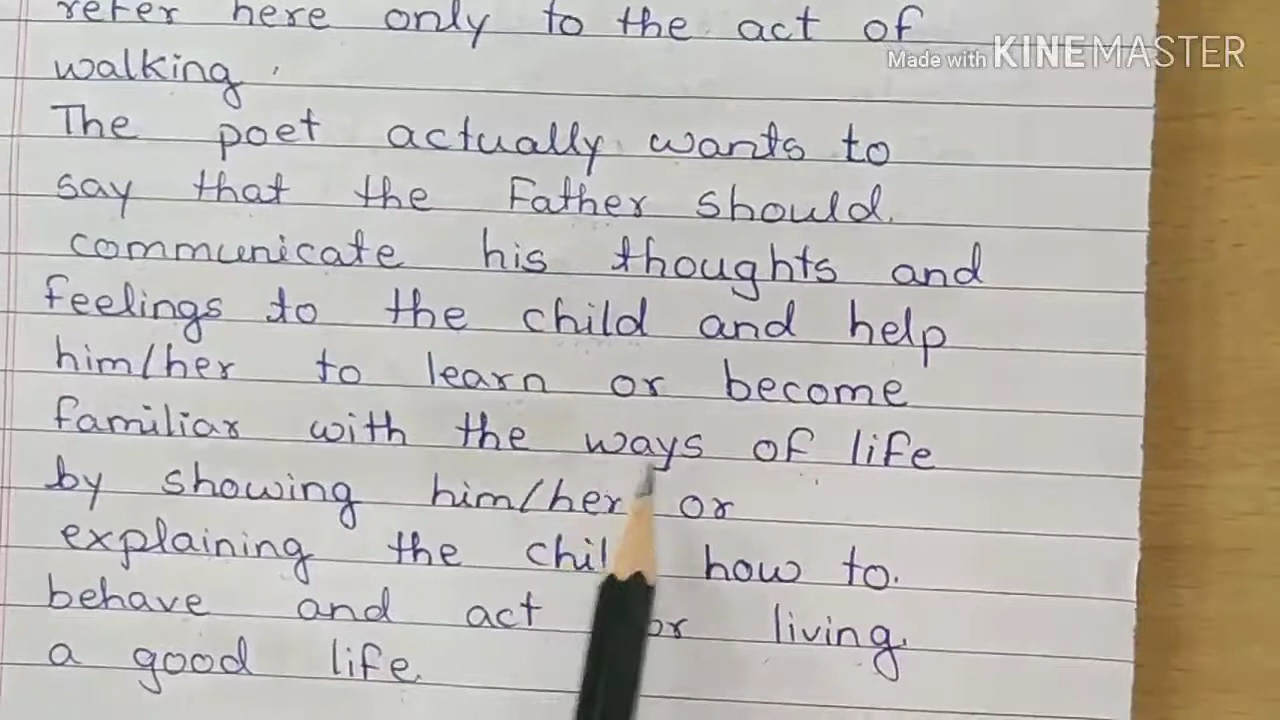 refer here only to the act of
Made with KINEMASTER
walking.
The poet actually wants to
say that the Father should
communicate his thoughts and
feelings to the child and help
him/her to learn or become
familiar with the ways of life
by showing him/her or
explaining the chil how to
behave and act or living
a good life.